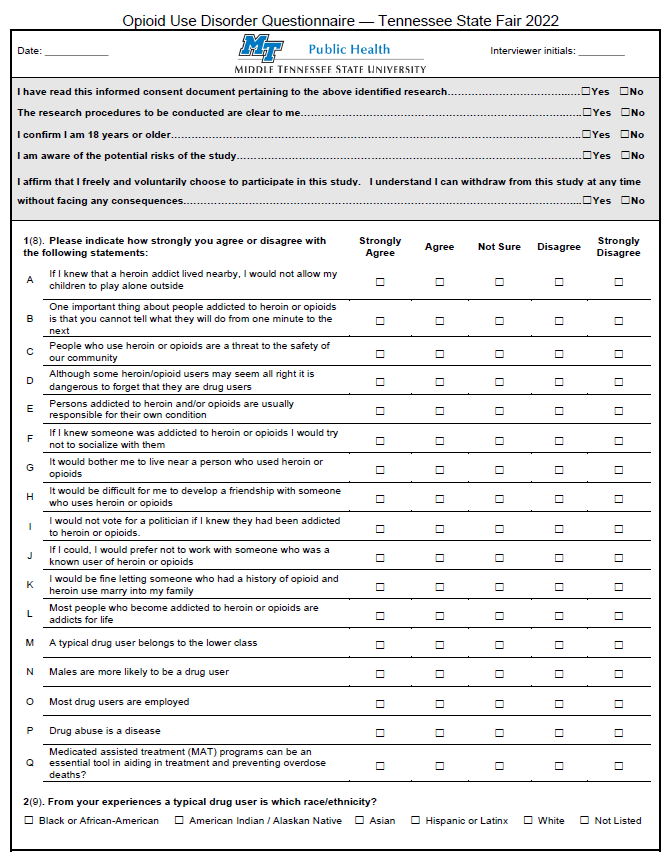 Opioid Use Disorder Questionnaire — Tennessee State Fair 2022
Date: ____________
MT Public Health
MIDDLE TENNESSEE STATE UNIVERSITY
Interviewer initials: _________
I have read this informed consent document pertaining to the above identified research……………………………….…..☐Yes ☐No
The research procedures to be conducted are clear to me……………………………………………………………………..☐Yes ☐No
I confirm I am 18 years or older…………………………………………………………………………………………………….☐Yes ☐No
I am aware of the potential risks of the study……………………………………………………………………………………..☐Yes ☐No
I affirm that I freely and voluntarily choose to participate in this study. I understand I can withdraw from this study at any time
without facing any consequences…………………………………………………………………………………………………...☐Yes ☐No
1(8). Please indicate how strongly you agree or disagree with
the following statements:
Strongly
Agree
Agree
Not Sure
Disagree
Strongly
Disagree
A If I knew that a heroin addict lived nearby, I would not allow my
children to play alone outside ☐ ☐ ☐ ☐ ☐
One important thing about people addicted to heroin or opioids
B is that you cannot tell what they will do from one minute to the ☐ ☐ ☐ ☐ ☐
next
C People who use heroin or opioids are a threat to the safety of
our community ☐ ☐ ☐ ☐ ☐
D Although some heroin/opioid users may seem all right it is
dangerous to forget that they are drug users ☐ ☐ ☐ ☐ ☐
E Persons addicted to heroin and/or opioids are usually
responsible for their own condition ☐ ☐ ☐ ☐ ☐
F If I knew someone was addicted to heroin or opioids I would try
not to socialize with them ☐ ☐ ☐ ☐ ☐
G It would bother me to live near a person who used heroin or
opioids ☐ ☐ ☐ ☐ ☐
H It would be difficult for me to develop a friendship with someone
who uses heroin or opioids ☐ ☐ ☐ ☐ ☐
I I would not vote for a politician if I knew they had been addicted
to heroin or opioids. ☐ ☐ ☐ ☐ ☐
J If I could, I would prefer not to work with someone who was a
known user of heroin or opioids ☐ ☐ ☐ ☐ ☐
K I would be fine letting someone who had a history of opioid and
heroin use marry into my family ☐ ☐ ☐ ☐ ☐
L Most people who become addicted to heroin or opioids are
addicts for life ☐ ☐ ☐ ☐ ☐
M A typical drug user belongs to the lower class ☐ ☐ ☐ ☐ ☐
N Males are more likely to be a drug user ☐ ☐ ☐ ☐ ☐
O Most drug users are employed ☐ ☐ ☐ ☐ ☐
P Drug abuse is a disease ☐ ☐ ☐ ☐ ☐
Medicated assisted treatment (MAT) programs can be an
Q essential tool in aiding in treatment and preventing overdose ☐ ☐ ☐ ☐ ☐
deaths?
2(9). From your experiences a typical drug user is which race/ethnicity?
☐ Black or African-American ☐ American Indian / Alaskan Native ☐ Asian ☐ Hispanic or Latinx ☐ White ☐ Not Listed